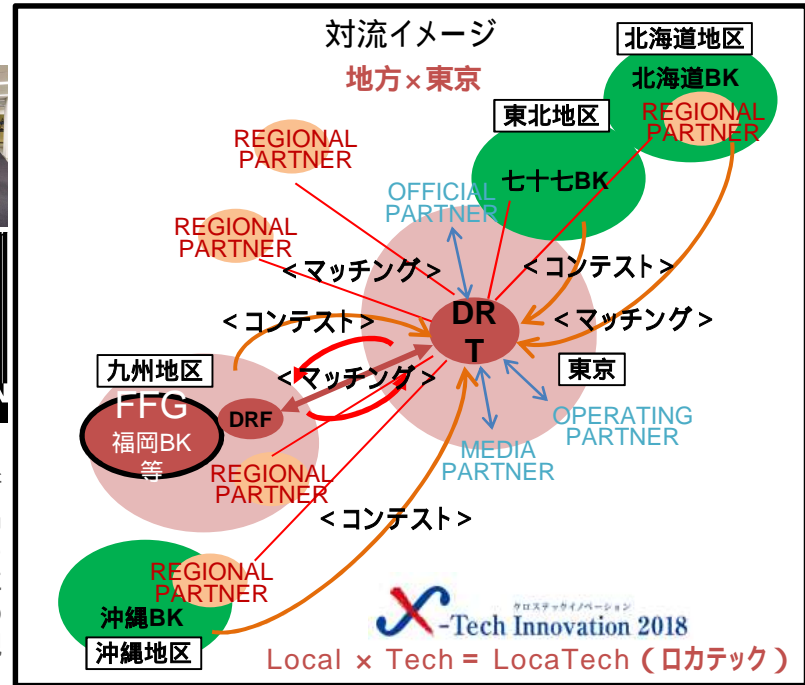 対流イメージ
地方×東京
北海道地区
北海道BK
REGIONAL
PARTNER
東北地区
七十七BK
REGIONAL
PARTNER
OFFICIAL
PARTNER
REGIONAL
PARTNER
<マッチング>
<コンテスト>
<コンテスト>
<マッチング>
DR
T
九州地区
<マッチング>
東京
FFG
福岡BK
等
DRF
OPERATING
PARTNER
MEDIA
PARTNER
REGIONAL
PARTNER
<コンテスト>
REGIONAL
PARTNER
沖縄BK
沖縄地区
クロステックイノベーション
X-Tech Innovation 2018
Local × Tech = LocaTech (ロカテック)